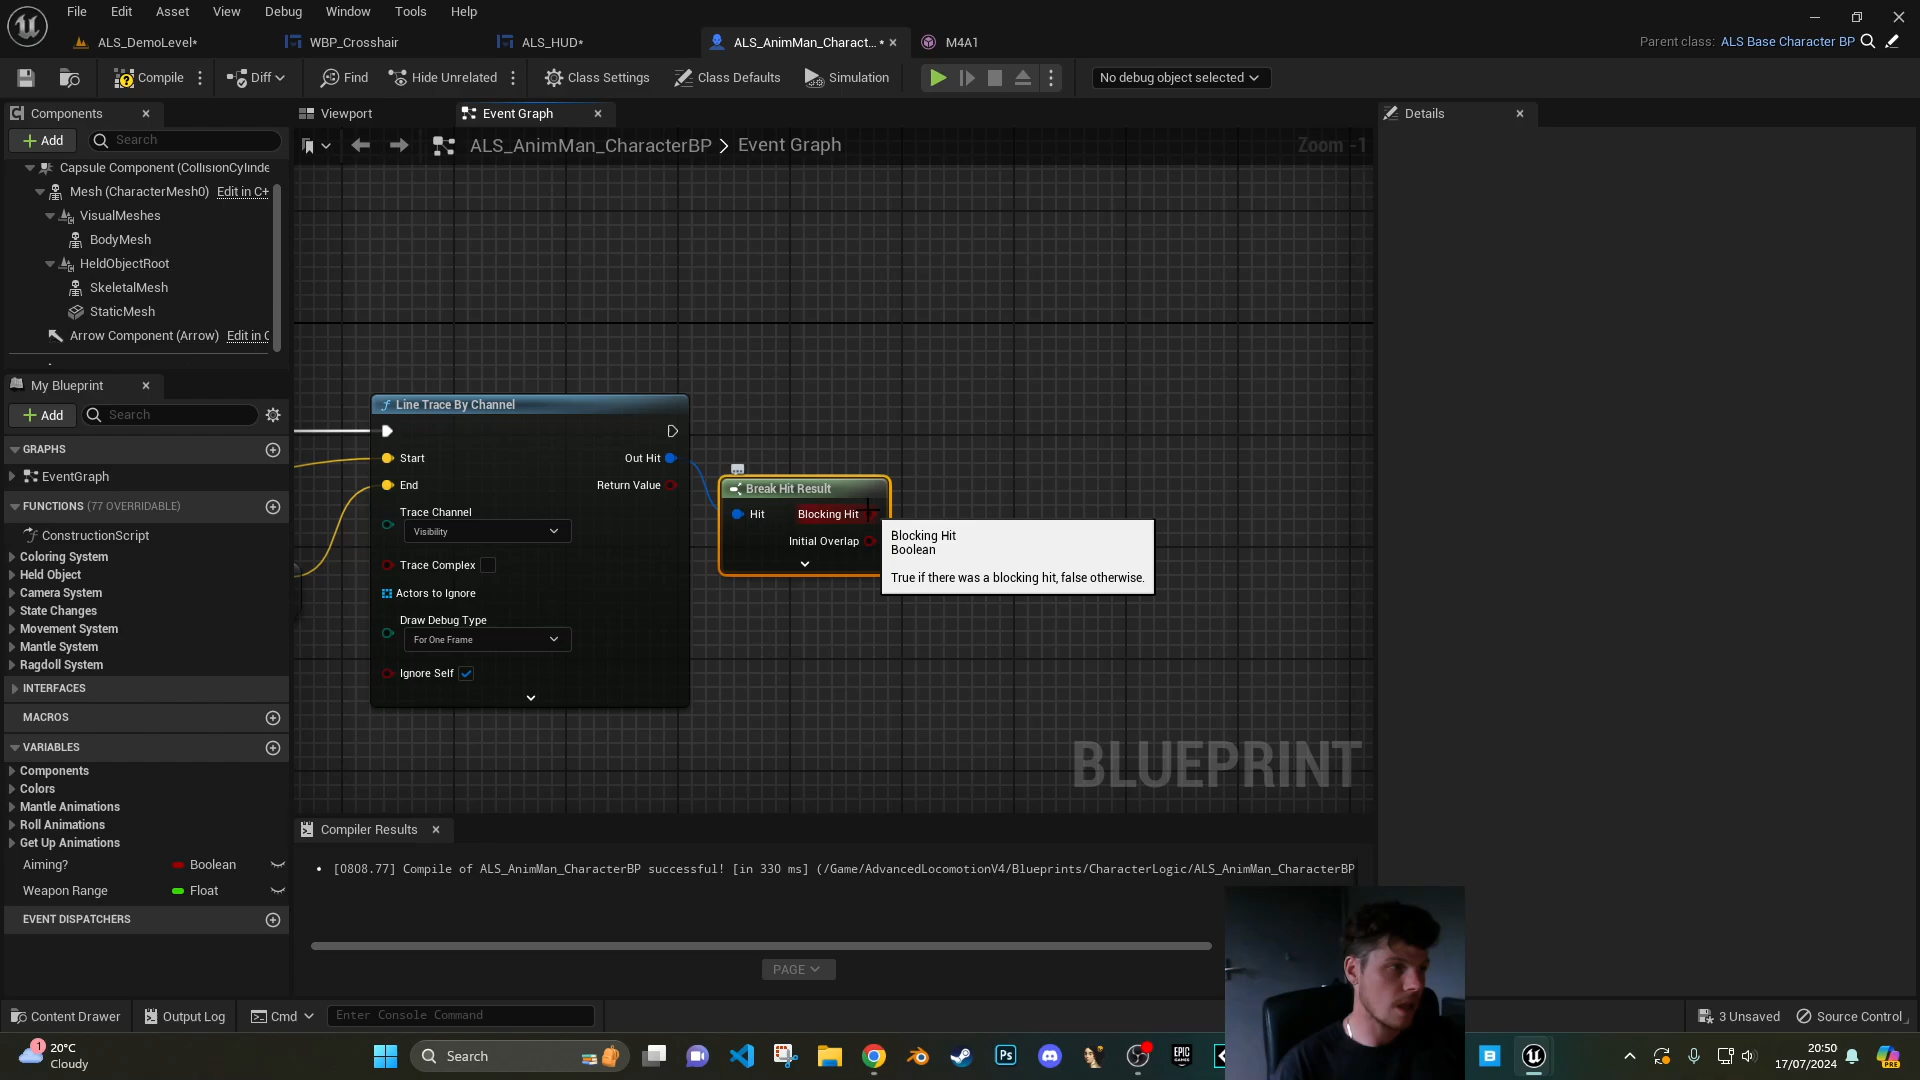 File Edit Asset View Debug Window Tools Help
ALS_DemoLevel* WBP_Crosshair ALS_HUD* ALS_AnimMan_Charact... * M4A1
Parent class: ALS Base Character BP
Compile Diff Find Hide Unrelated Class Settings Class Defaults Simulation No debug object selected
Components
Add Search
Capsule Component (CollisionCylinde
Mesh (CharacterMesh0) Edit in C+
VisualMeshes
BodyMesh
HeldObjectRoot
SkeletalMesh
StaticMesh
Arrow Component (Arrow) Edit in C
My Blueprint
Add Search
GRAPHS
EventGraph
FUNCTIONS (77 OVERRIDABLE)
ConstructionScript
Coloring System
Held Object
Camera System
State Changes
Movement System
Mantle System
Ragdoll System
INTERFACES
MACROS
VARIABLES
Components
Colors
Mantle Animations
Roll Animations
Get Up Animations
Aiming? Boolean
Weapon Range Float
EVENT DISPATCHERS
Viewport Event Graph
ALS_AnimMan_CharacterBP > Event Graph
Zoom -1
Line Trace By Channel
Start Out Hit
End Return Value
Trace Channel
Visibility
Trace Complex
Actors to Ignore
Draw Debug Type
For One Frame
Ignore Self
Break Hit Result
Hit Blocking Hit
Initial Overlap
Blocking Hit
Boolean
True if there was a blocking hit, false otherwise.
BLUEPRINT
Compiler Results
[0808.77] Compile of ALS_AnimMan_CharacterBP successful! [in 330 ms] (/Game/AdvancedLocomotionV4/Blueprints/CharacterLogic/ALS_AnimMan_CharacterBP
PAGE
Details
Content Drawer Output Log Cmd Enter Console Command
3 Unsaved Source Control
1
20°C
Cloudy
Search
Ps
EPIC
GAMES
B
20:50
17/07/2024
PRE